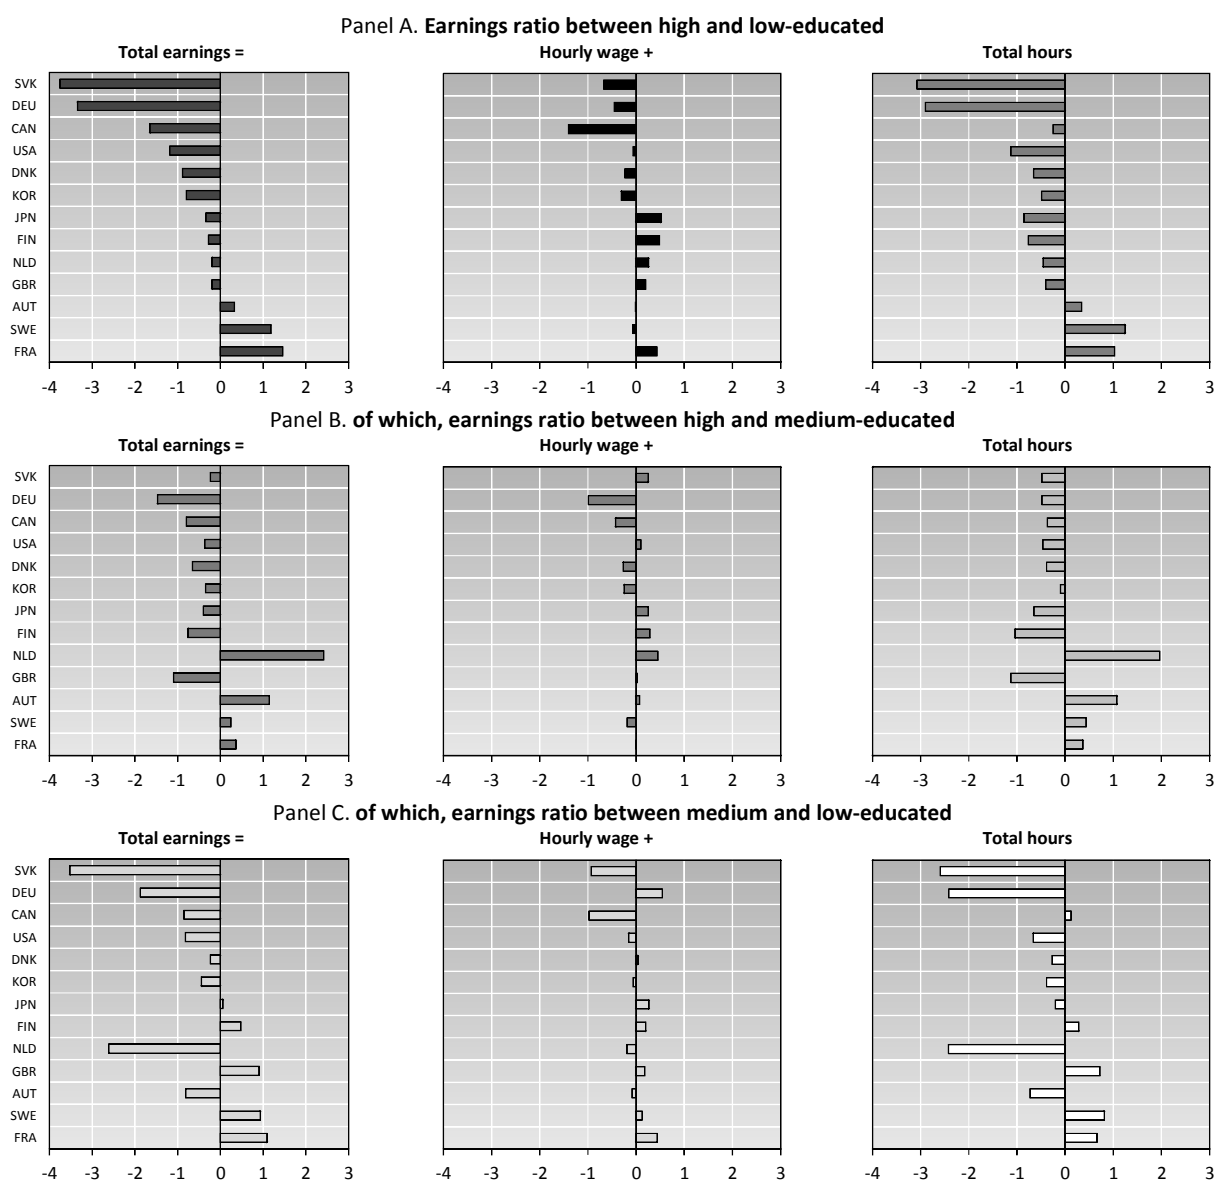 Panel A. Earnings ratio between high and low-educated
Total earnings =
Hourly wage +
Total hours
SVK
DEU
CAN
USA
DNK
KOR
JPN
FIN
NLD
GBR
AUT
SWE
FRA
-4 -3 -2 -1 0 1 2 3
-4 -3 -2 -1 0 1 2 3
-4 -3 -2 -1 0 1 2 3
Panel B. of which, earnings ratio between high and medium-educated
Total earnings =
Hourly wage +
Total hours
SVK
DEU
CAN
USA
DNK
KOR
JPN
FIN
NLD
GBR
AUT
SWE
FRA
-4 -3 -2 -1 0 1 2 3
-4 -3 -2 -1 0 1 2 3
-4 -3 -2 -1 0 1 2 3
Panel C. of which, earnings ratio between medium and low-educated
Total earnings =
Hourly wage +
Total hours
SVK
DEU
CAN
USA
DNK
KOR
JPN
FIN
NLD
GBR
AUT
SWE
FRA
-4 -3 -2 -1 0 1 2 3
-4 -3 -2 -1 0 1 2 3
-4 -3 -2 -1 0 1 2 3